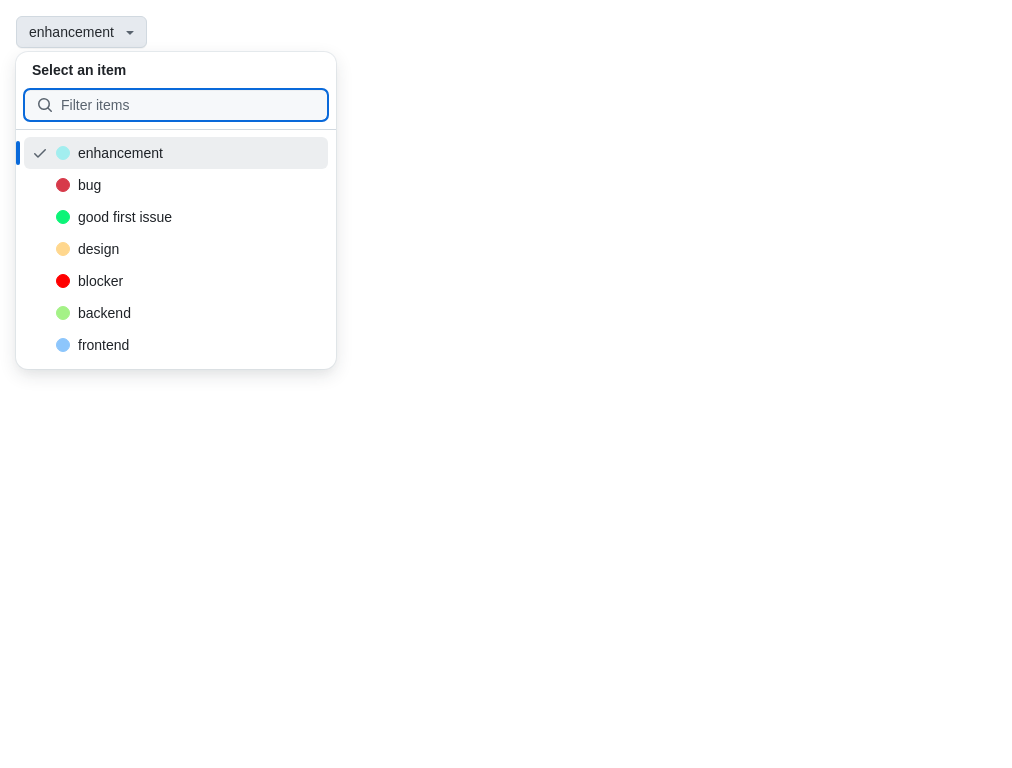 enhancement
Select an item
Filter items
enhancement
bug
good first issue
design
blocker
backend
frontend